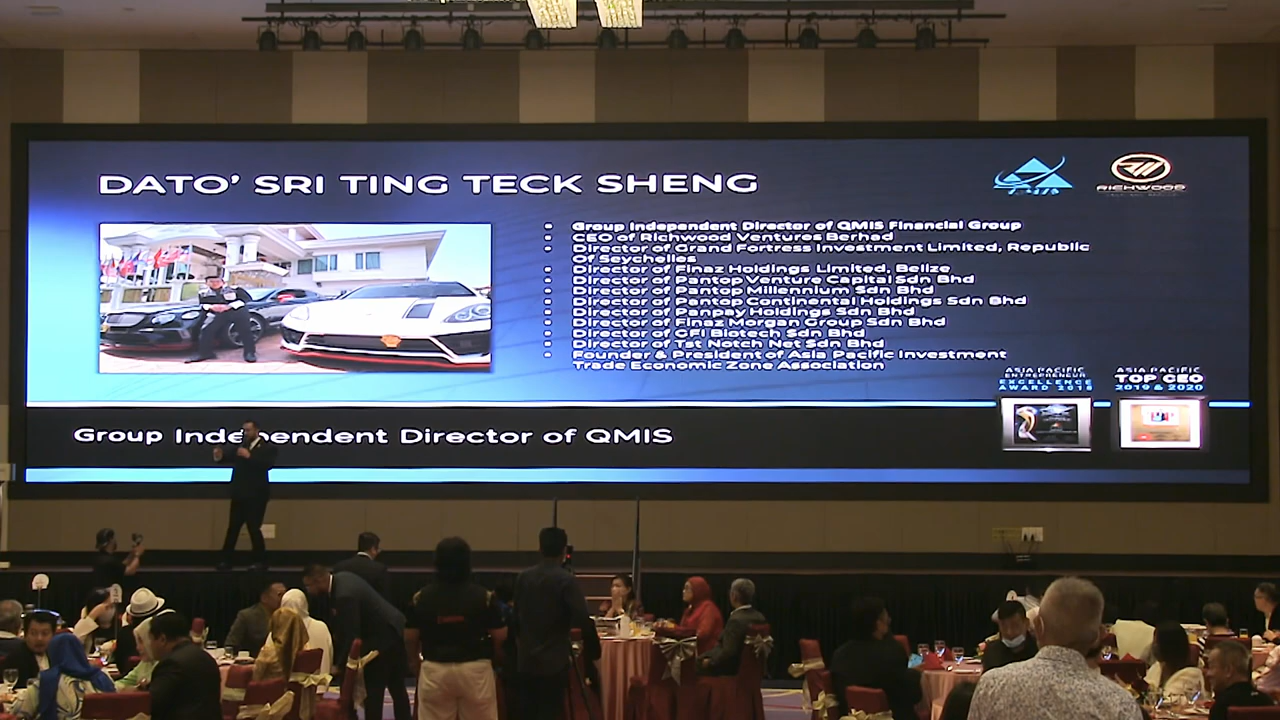 DATO' SRI TING TECK SHENG
RICHWOOD
Group Independent Director of QMIS Financial Group
CEO of Richwood Ventures Berhad
Director of Grand Fortress Investment Limited, Republic
Of Seychelles
Director of Finaz Holdings Limited, Belize
Director of Pantop Venture Capital Sdn Bhd
Director of Pantop Millennium Sdn Bhd
Director of Pantop Continental Holdings Sdn Bhd
Director of Panpay Holdings Sdn Bhd
Director of Finaz Morgan Group Sdn Bhd
Director of GFI Biotech Sdn Bhd
Director of Tst Notch Net Sdn Bhd
Founder & President of Asia Pacific Investment
Trade Economic Zone Association
ASIA PACIFIC
ENTREPRENEUR
EXCELLENCE
AWARD 2019
ASIA PACIFIC
TOP CEO
2019 & 2020
Group Independent Director of QMIS